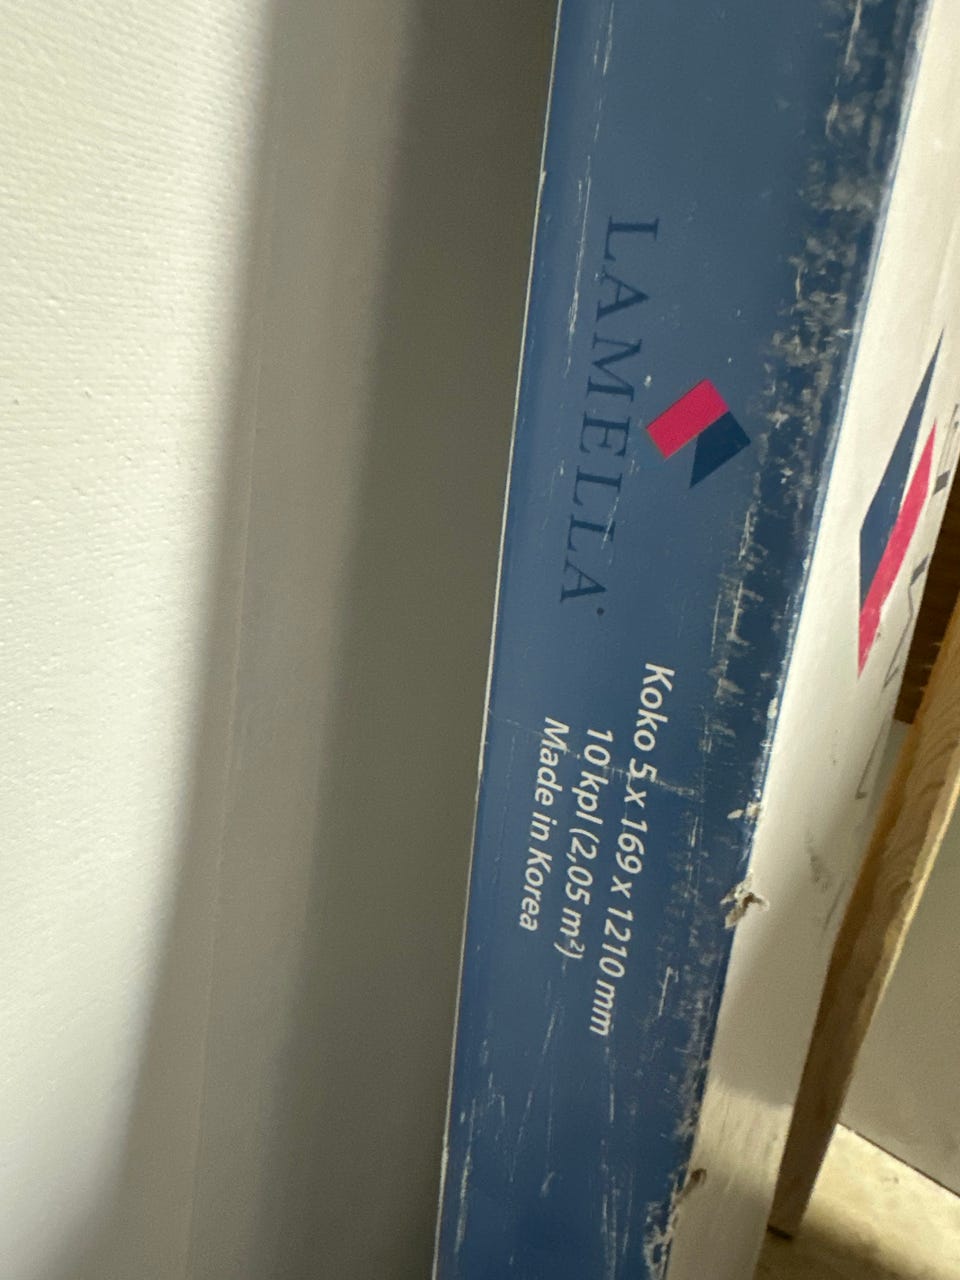 LAMELLA
Koko 5 x 169 x 1210 mm
10 kpl (2,05 m²)
Made in Korea